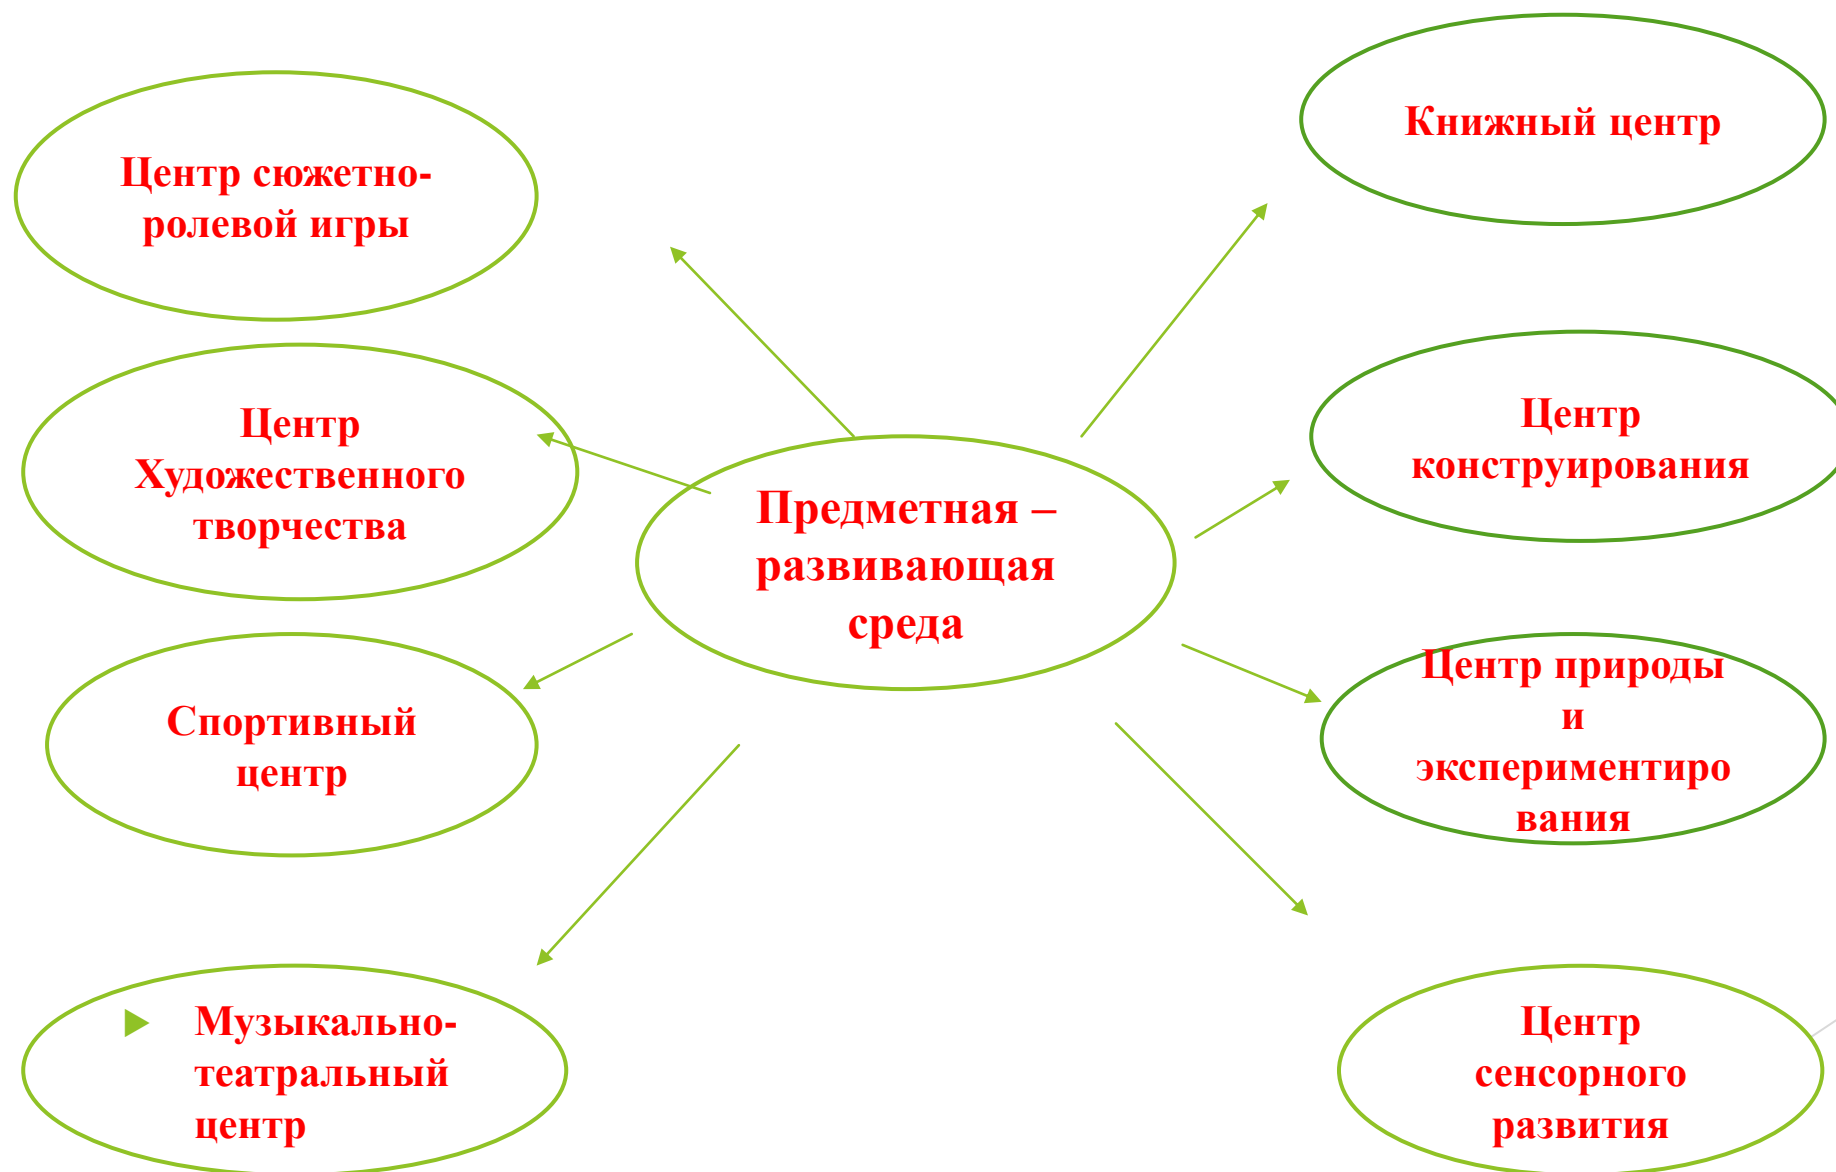 Центр сюжетно-
ролевой игры
Книжный центр
Центр
Художественного
творчества
Центр
конструирования
Предметная –
развивающая
среда
Спортивный
центр
Центр природы
и
экспериментиро
вания
Музыкально-
театральный
центр
Центр
сенсорного
развития